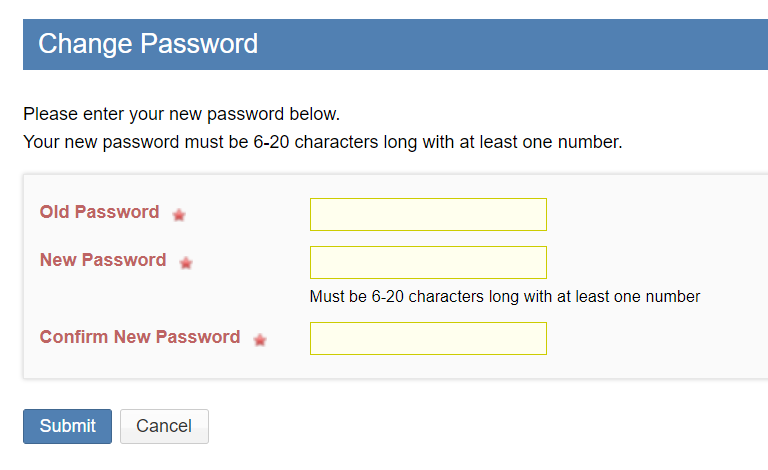 Change Password
Please enter your new password below.
Your new password must be 6-20 characters long with at least one number.
Old Password
New Password
Must be 6-20 characters long with at least one number
Confirm New Password
Submit Cancel